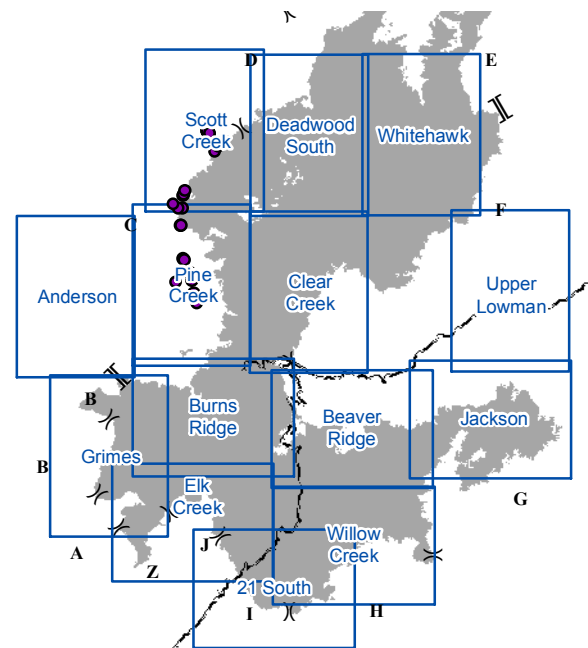 D
E
Scott
Creek
Deadwood
South
Whitehawk
F
C
Anderson
Pine
Creek
Clear
Creek
Upper
Lowman
B
Burns
Ridge
Beaver
Ridge
Jackson
B
Grimes
G
Elk
Creek
A
J
Willow
Creek
Z
21 South
I
H